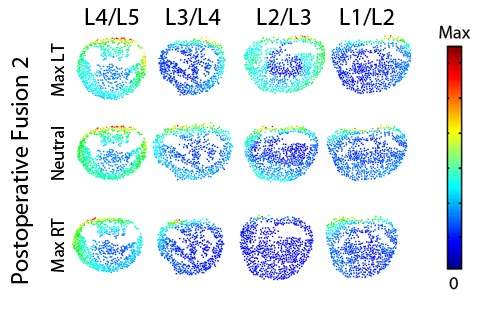 L4/L5 L3/L4 L2/L3 L1/L2
Max
Postoperative Fusion 2
Max LT
Neutral
Max RT
0